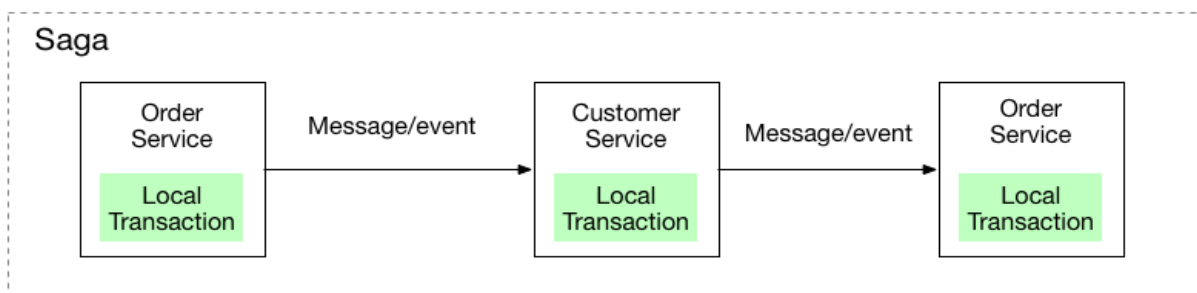 Saga
Order
Service
Local
Transaction
Message/event
Customer
Service
Local
Transaction
Message/event
Order
Service
Local
Transaction